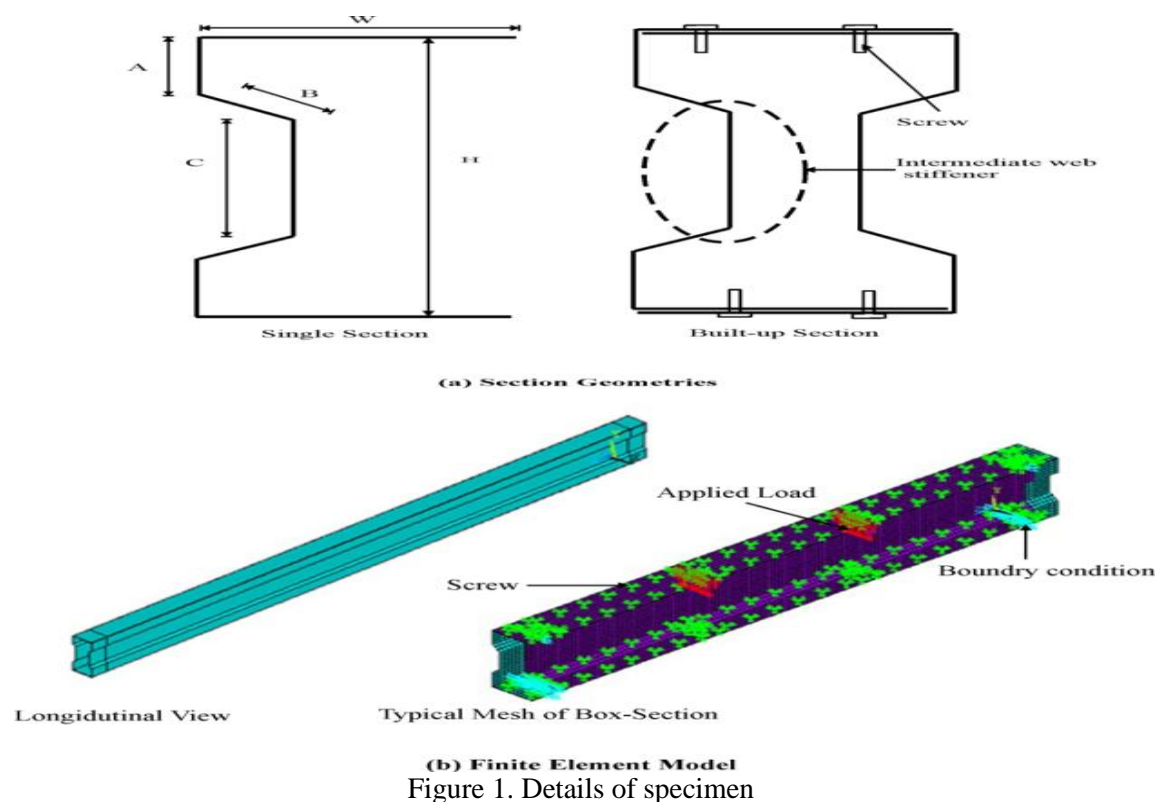 W
A
B
C
H
Screw
Intermediate web
stiffener
Single Section
Built-up Section
(a) Section Geometries
Applied Load
Screw
Boundry condition
Longidutinal View
Typical Mesh of Box-Section
(b) Finite Element Model
Figure 1. Details of specimen